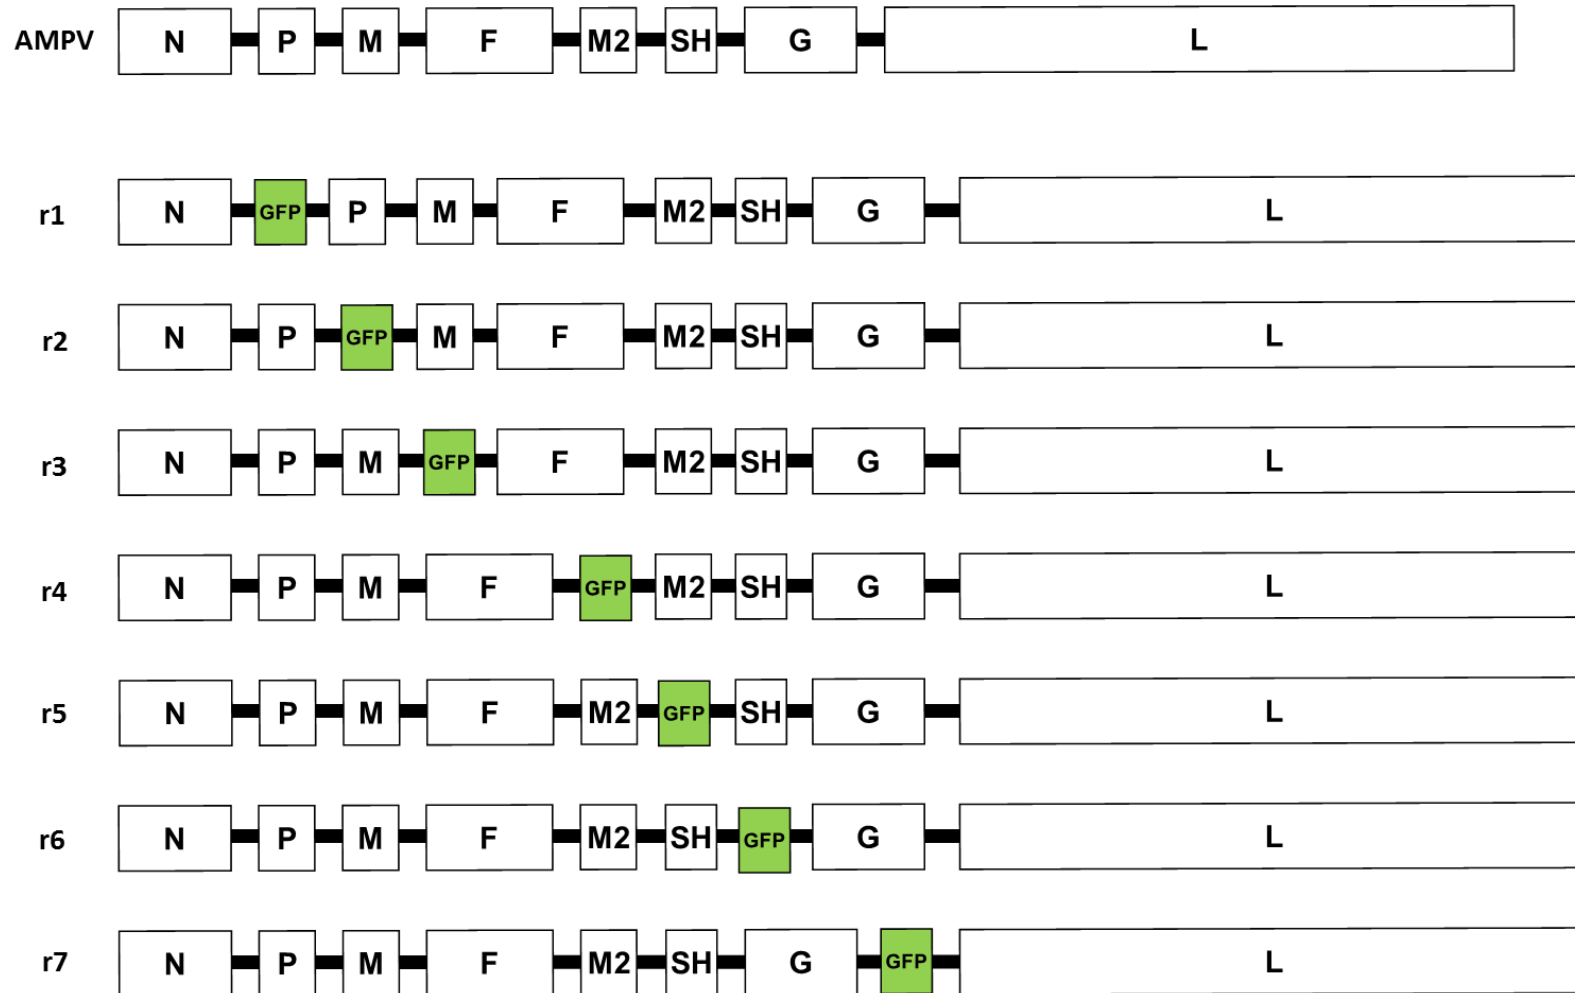 AMPV N P M F M2 SH G L
r1 N GFP P M F M2 SH G L
r2 N P GFP M F M2 SH G L
r3 N P M GFP F M2 SH G L
r4 N P M F GFP M2 SH G L
r5 N P M F M2 GFP SH G L
r6 N P M F M2 SH GFP G L
r7 N P M F M2 SH G GFP L